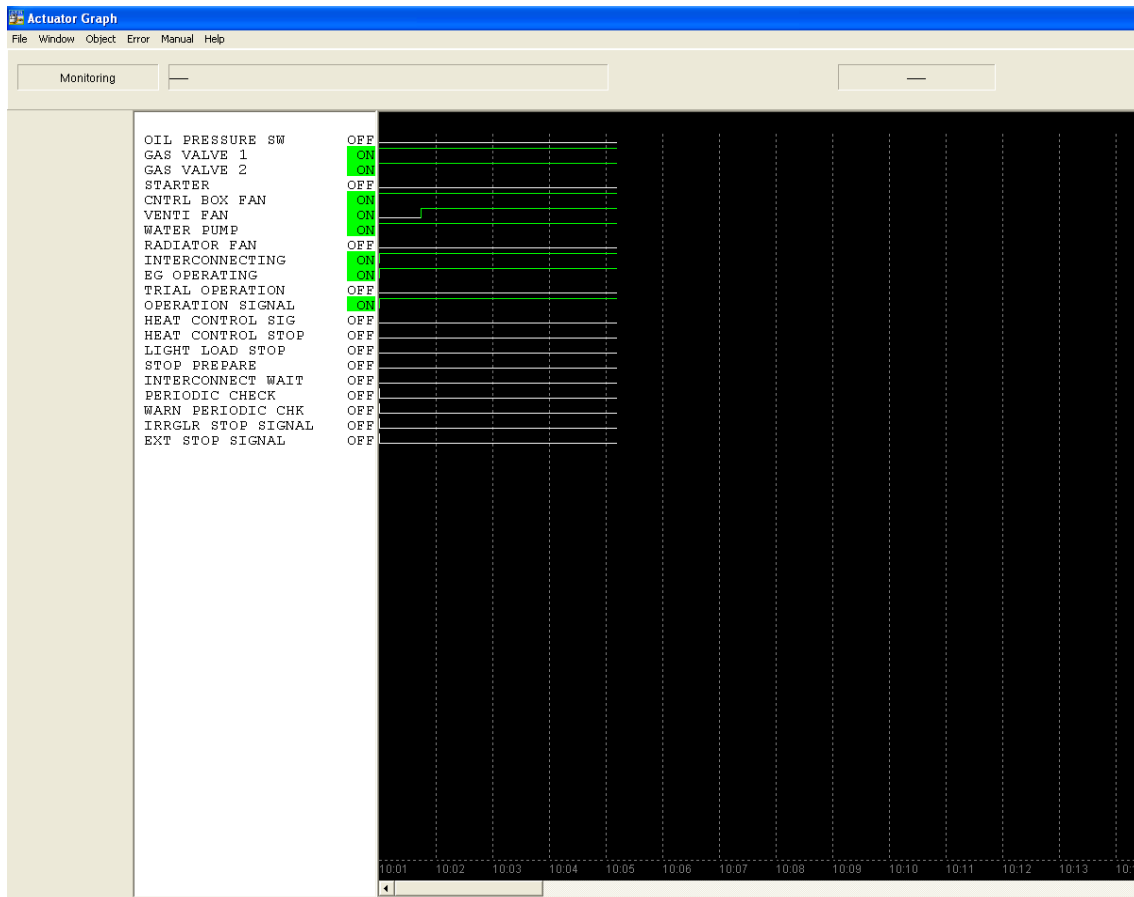 Actuator Graph
File Window Object Error Manual Help
Monitoring
OIL PRESSURE SW OFF
GAS VALVE 1 ON
GAS VALVE 2 ON
STARTER OFF
CNTRL BOX FAN ON
VENTI FAN ON
WATER PUMP ON
RADIATOR FAN OFF
INTERCONNECTING ON
EG OPERATING ON
TRIAL OPERATION OFF
OPERATION SIGNAL ON
HEAT CONTROL SIG OFF
HEAT CONTROL STOP OFF
LIGHT LOAD STOP OFF
STOP PREPARE OFF
INTERCONNECT WAIT OFF
PERIODIC CHECK OFF
WARN PERIODIC CHK OFF
IRRGLR STOP SIGNAL OFF
EXT STOP SIGNAL OFF
10:01 10:02 10:03 10:04 10:05 10:06 10:07 10:08 10:09 10:10 10:11 10:12 10:13